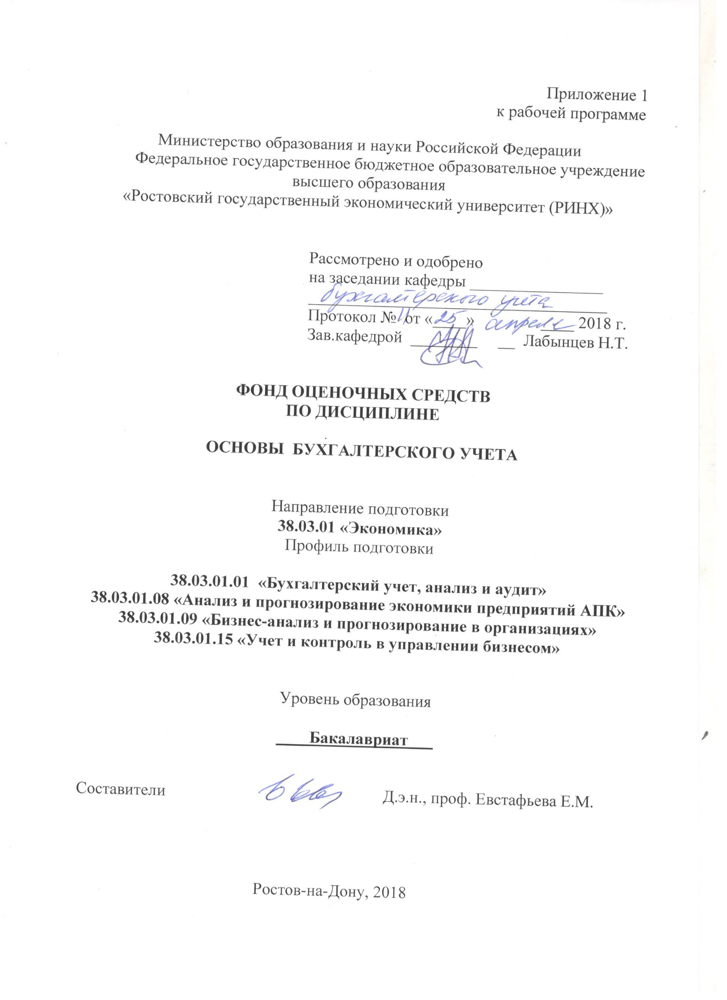 Приложение 1
к рабочей программе
Министерство образования и науки Российской Федерации
Федеральное государственное бюджетное образовательное учреждение
высшего образования
«Ростовский государственный экономический университет (РИНХ)»
Рассмотрено и одобрено
на заседании кафедры
бухгалтерского учета
Протокол № 11 от «25» апреля 2018 г.
Зав.кафедрой Лабынцев Н.Т.
ФОНД ОЦЕНОЧНЫХ СРЕДСТВ
ПО ДИСЦИПЛИНЕ
ОСНОВЫ БУХГАЛТЕРСКОГО УЧЕТА
Направление подготовки
38.03.01 «Экономика»
Профиль подготовки
38.03.01.01 «Бухгалтерский учет, анализ и аудит»
38.03.01.08 «Анализ и прогнозирование экономики предприятий АПК»
38.03.01.09 «Бизнес-анализ и прогнозирование в организациях»
38.03.01.15 «Учет и контроль в управлении бизнесом»
Уровень образования
Бакалавриат
Составители Д.э.н., проф. Евстафьева Е.М.
Ростов-на-Дону, 2018